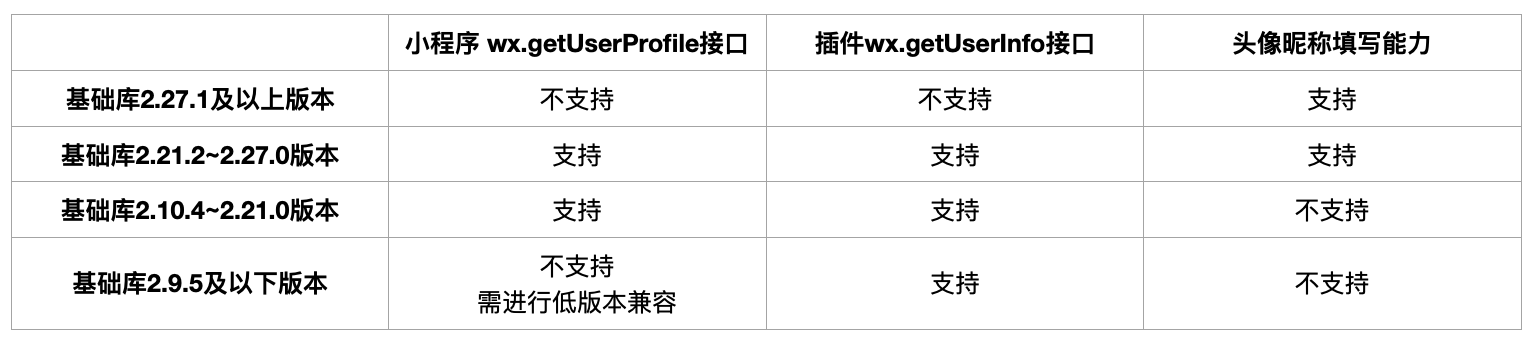 小程序 wx.getUserProfile接口
插件wx.getUserInfo接口
头像昵称填写能力
基础库2.27.1及以上版本
不支持
不支持
支持
基础库2.21.2~2.27.0版本
支持
支持
支持
基础库2.10.4~2.21.0版本
支持
支持
不支持
基础库2.9.5及以下版本
不支持
需进行低版本兼容
支持
不支持